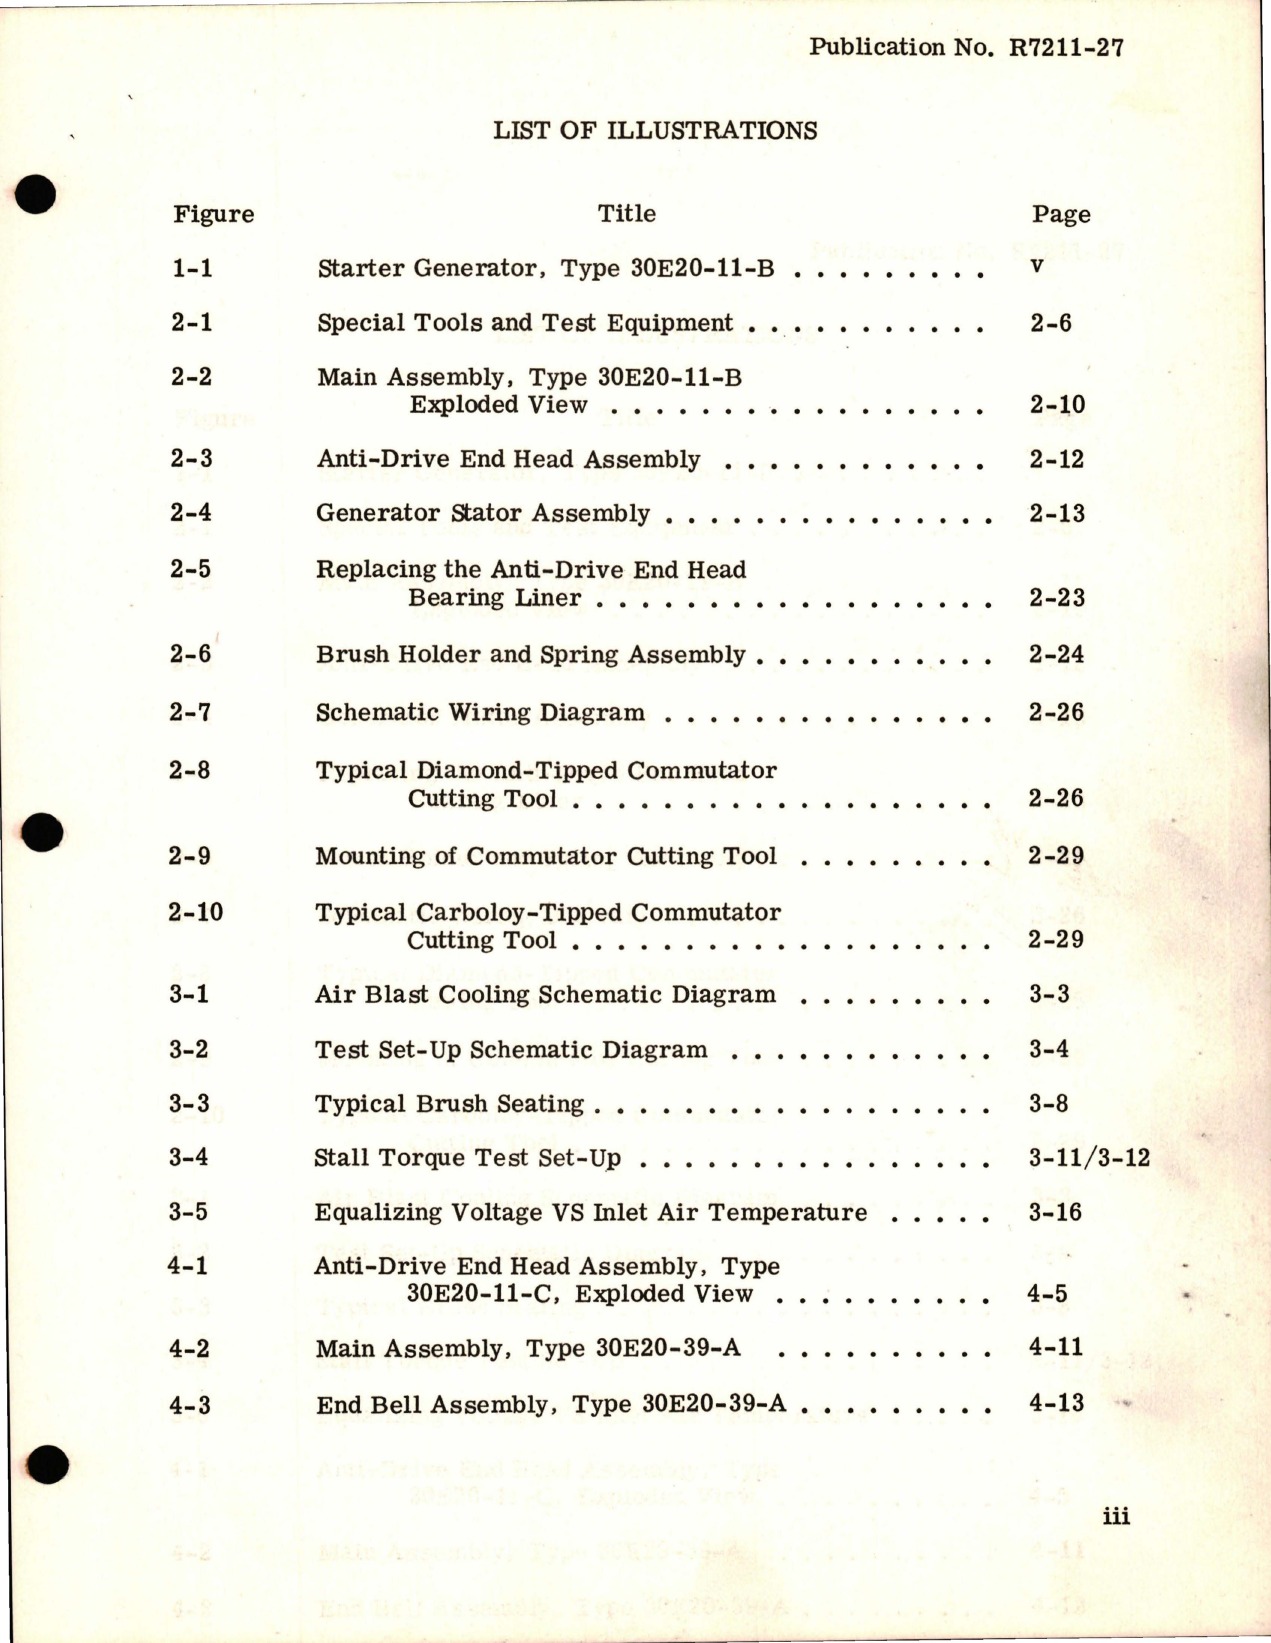 Publication No. R7211-27
LIST OF ILLUSTRATIONS
Figure Title Page
1-1 Starter Generator, Type 30E20-11-B . . . . . . . . . v
2-1 Special Tools and Test Equipment . . . . . . . . . . . 2-6
2-2 Main Assembly, Type 30E20-11-B
Exploded View . . . . . . . . . . . . . . . . . 2-10
2-3 Anti-Drive End Head Assembly . . . . . . . . . . . . 2-12
2-4 Generator Stator Assembly . . . . . . . . . . . . . . . 2-13
2-5 Replacing the Anti-Drive End Head
Bearing Liner . . . . . . . . . . . . . . . . . . 2-23
2-6 Brush Holder and Spring Assembly . . . . . . . . . . . 2-24
2-7 Schematic Wiring Diagram . . . . . . . . . . . . . . . 2-26
2-8 Typical Diamond-Tipped Commutator
Cutting Tool . . . . . . . . . . . . . . . . . . . 2-26
2-9 Mounting of Commutator Cutting Tool . . . . . . . . . 2-29
2-10 Typical Carboloy-Tipped Commutator
Cutting Tool . . . . . . . . . . . . . . . . . . . 2-29
3-1 Air Blast Cooling Schematic Diagram . . . . . . . . . 3-3
3-2 Test Set-Up Schematic Diagram . . . . . . . . . . . . 3-4
3-3 Typical Brush Seating . . . . . . . . . . . . . . . . . . 3-8
3-4 Stall Torque Test Set-Up . . . . . . . . . . . . . . . . 3-11/3-12
3-5 Equalizing Voltage VS Inlet Air Temperature . . . . . 3-16
4-1 Anti-Drive End Head Assembly, Type
30E20-11-C, Exploded View . . . . . . . . . . 4-5
4-2 Main Assembly, Type 30E20-39-A . . . . . . . . . . 4-11
4-3 End Bell Assembly, Type 30E20-39-A . . . . . . . . . 4-13
iii